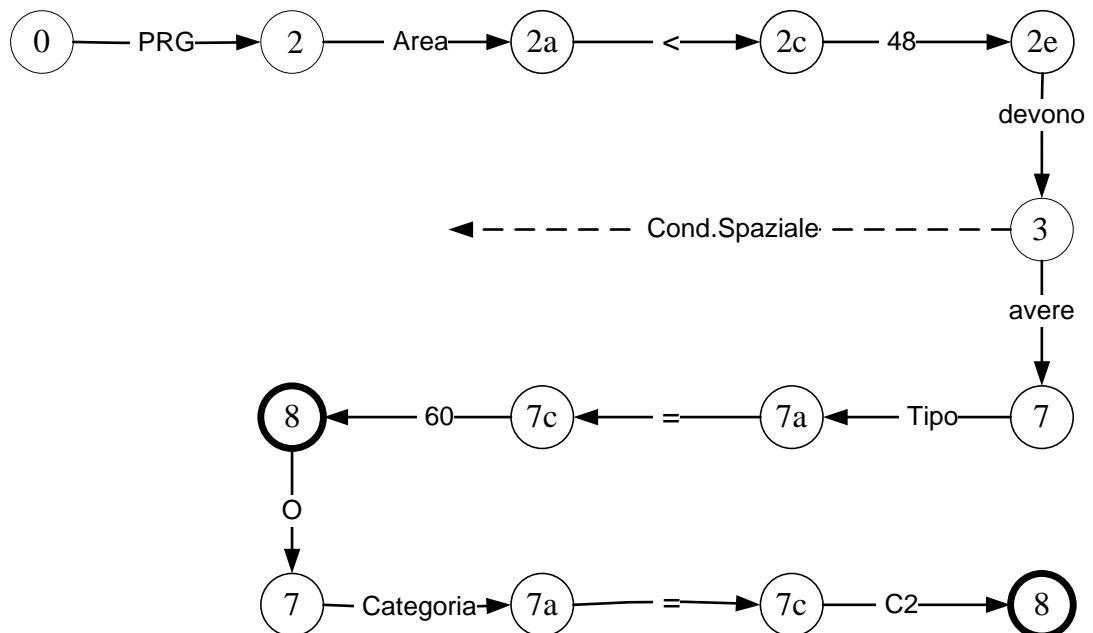 0 PRG 2 Area 2a < 2c 48 2e
devono
Cond.Spaziale 3
avere
8 60 7c = 7a Tipo 7
O
7 Categoria 7a = 7c C2 8